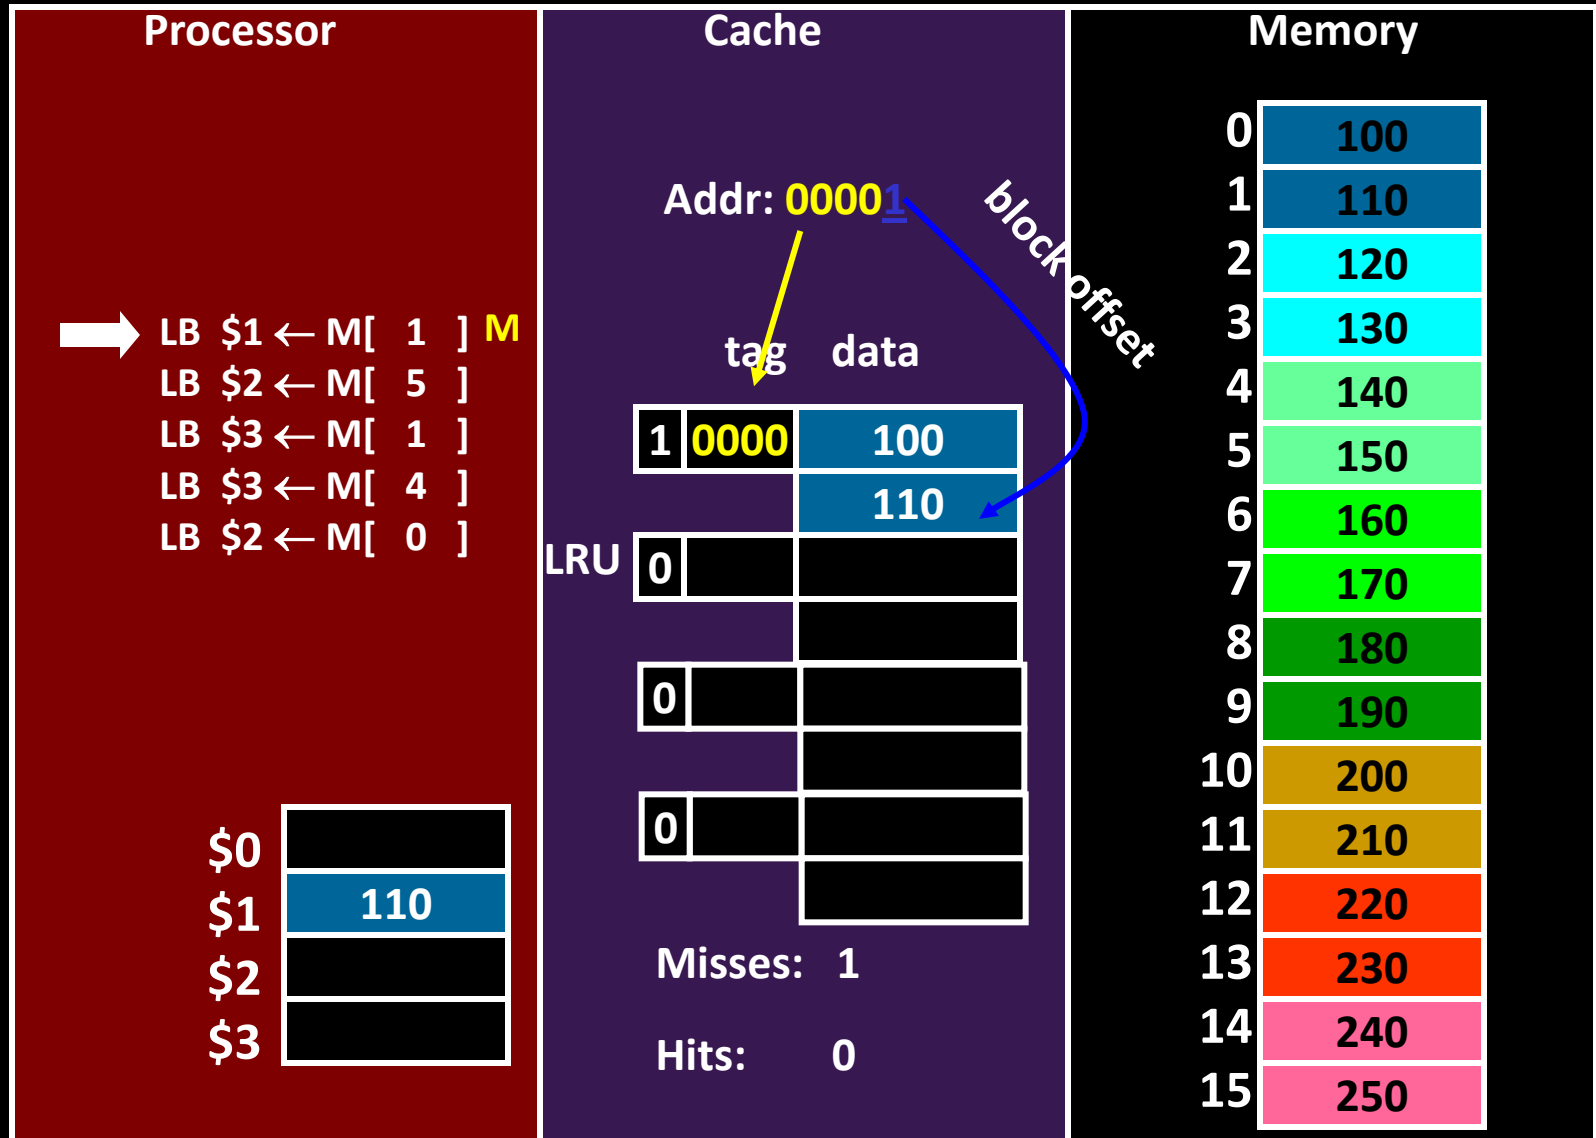 Processor
LB $1 ← M[ 1 ] M
LB $2 ← M[ 5 ]
LB $3 ← M[ 1 ]
LB $3 ← M[ 4 ]
LB $2 ← M[ 0 ]
$0
$1 110
$2
$3
Cache
Addr: 00001
block offset
tag data
1 0000 100
110
LRU 0
0
0
Misses: 1
Hits: 0
Memory
0 100
1 110
2 120
3 130
4 140
5 150
6 160
7 170
8 180
9 190
10 200
11 210
12 220
13 230
14 240
15 250